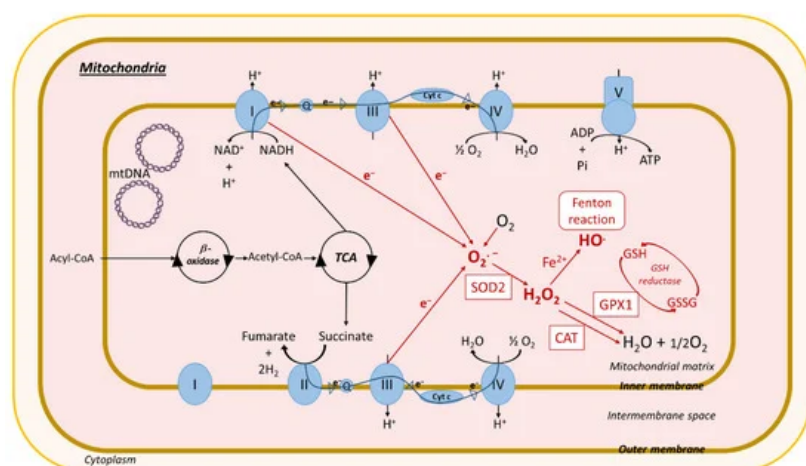 Mitochondria
H⁺
H⁺
H⁺
I
e⁻
Q
e⁻
III
Cyt c
e⁻
IV
V
NAD⁺
+
H⁺
NADH
½ O₂
H₂O
ADP
+
Pi
H⁺
ATP
mtDNA
e⁻
e⁻
Fenton
reaction
HO·
O₂
O₂·⁻
Fe²⁺
GSH
GSH
reductase
GSSG
Acyl-CoA
β-
oxidase
Acetyl-CoA
TCA
SOD2
H₂O₂
GPX1
CAT
H₂O + 1/2O₂
e⁻
Fumarate
+
2H₂
Succinate
H₂O
½ O₂
Mitochondrial matrix
I
II
e⁻
Q
III
e⁻
Cyt c
e⁻
IV
Inner membrane
H⁺
H⁺
Intermembrane space
Outer membrane
Cytoplasm